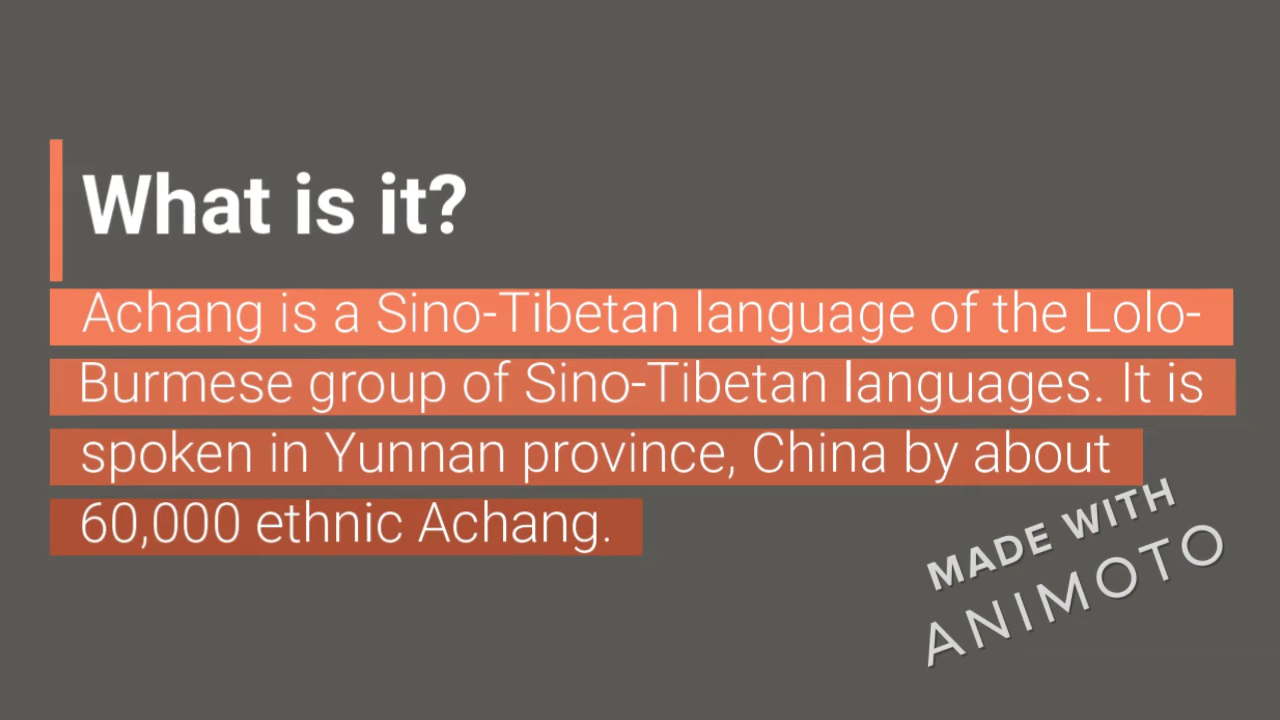 What is it?
Achang is a Sino-Tibetan language of the Lolo-
Burmese group of Sino-Tibetan languages. It is
spoken in Yunnan province, China by about
60,000 ethnic Achang.
MADE WITH
ANIMOTO